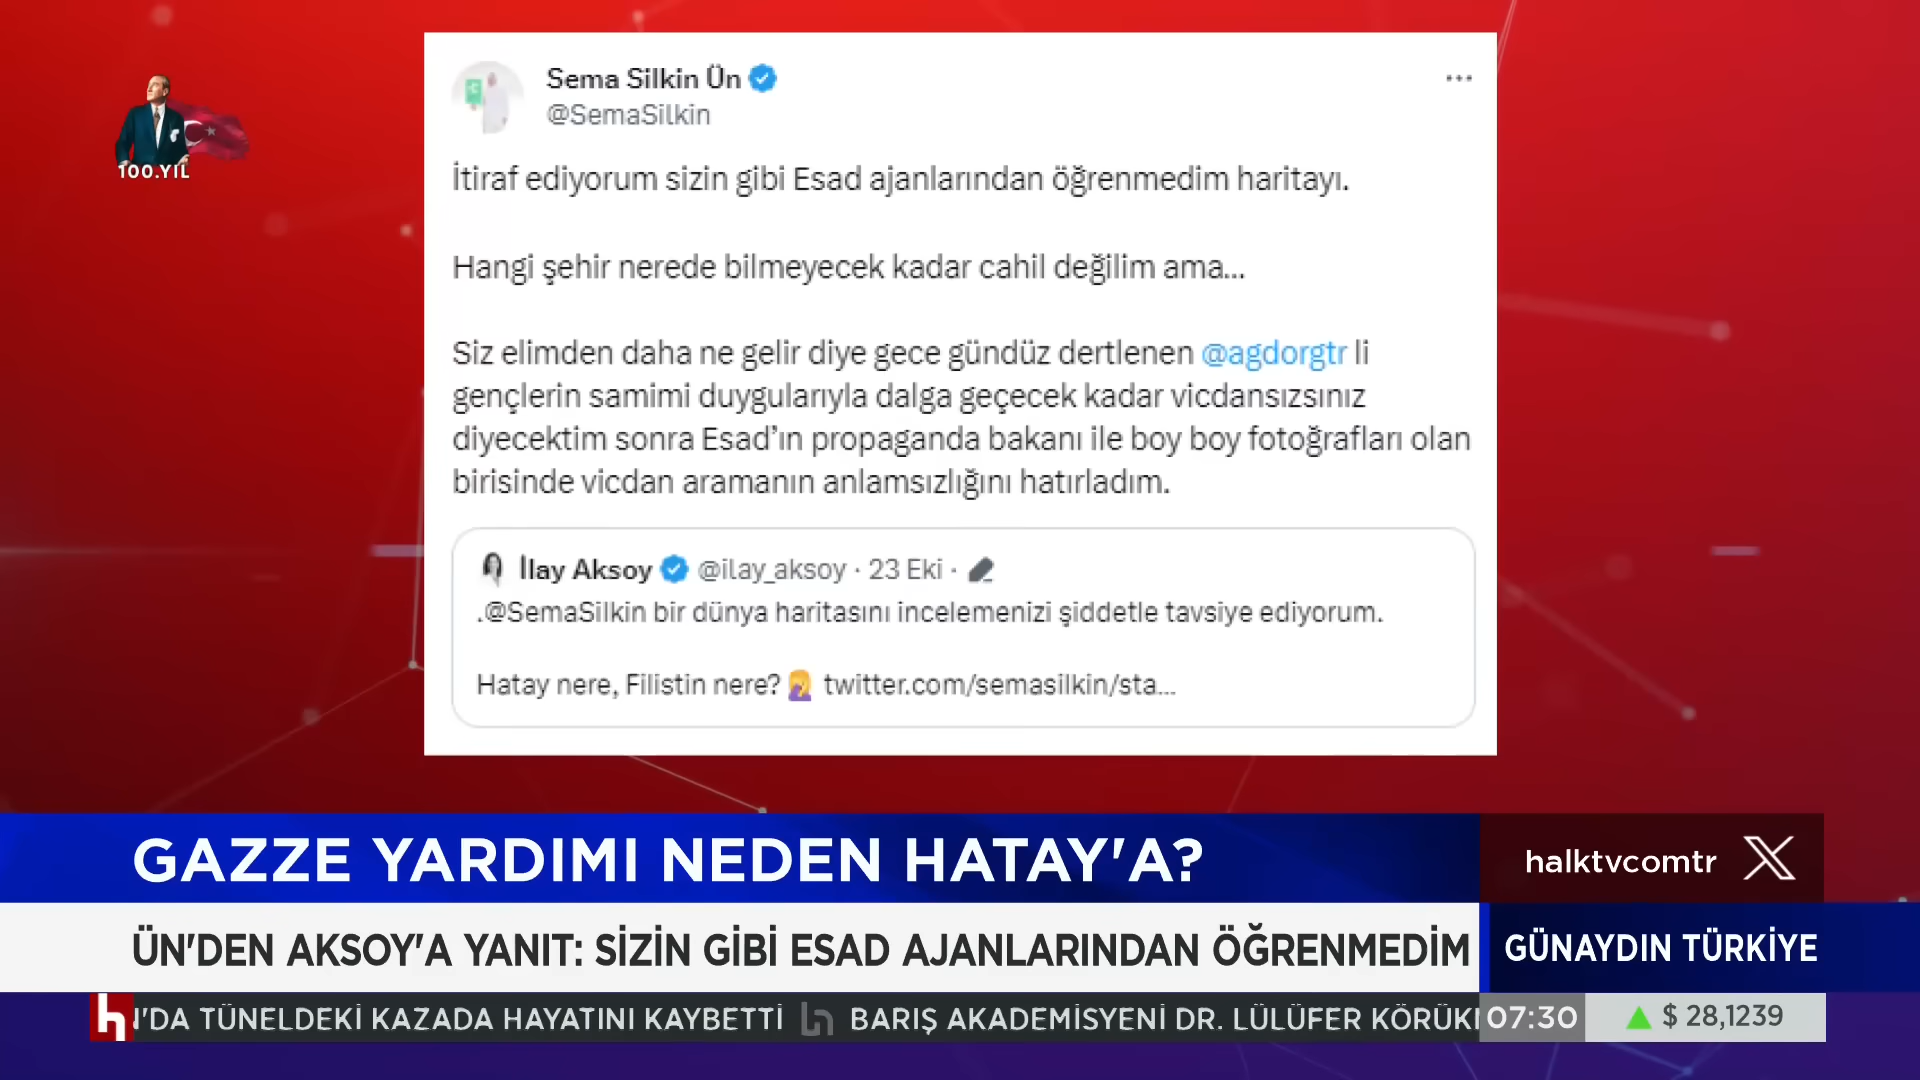 100.YIL
Sema Silkin Ün
@SemaSilkin
İtiraf ediyorum sizin gibi Esad ajanlarından öğrenmedim haritayı.
Hangi şehir nerede bilmeyecek kadar cahil değilim ama...
Siz elimden daha ne gelir diye gece gündüz dertlenen @agdorgtr li
gençlerin samimi duygularıyla dalga geçecek kadar vicdansızsınız
diyecektim sonra Esad'ın propaganda bakanı ile boy boy fotoğrafları olan
birisinde vicdan aramanın anlamsızlığını hatırladım.
İlay Aksoy @ilay_aksoy · 23 Eki ·
.@SemaSilkin bir dünya haritasını incelemenizi şiddetle tavsiye ediyorum.
Hatay nere, Filistin nere? 🤦‍♀️ twitter.com/semasilkin/sta...
GAZZE YARDIMI NEDEN HATAY'A?
halktvcomtr X
ÜN'DEN AKSOY'A YANIT: SİZİN GİBİ ESAD AJANLARINDAN ÖĞRENMEDİM
GÜNAYDIN TÜRKİYE
h 'DA TÜNELDEKİ KAZADA HAYATINI KAYBETTİ h BARIŞ AKADEMİSYENİ DR. LÜLÜFER KÖRÜK
07:30
$ 28,1239